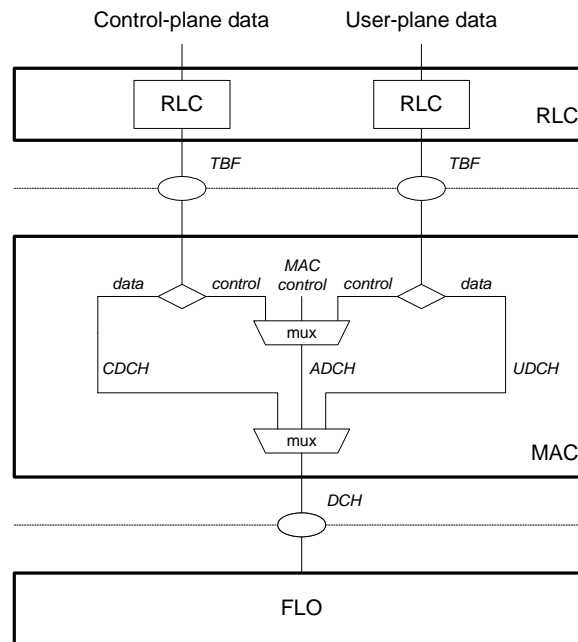 Control-plane data
User-plane data
RLC
RLC
RLC
TBF
TBF
data
control
MAC
control
control
data
mux
CDCH
ADCH
UDCH
mux
MAC
DCH
FLO